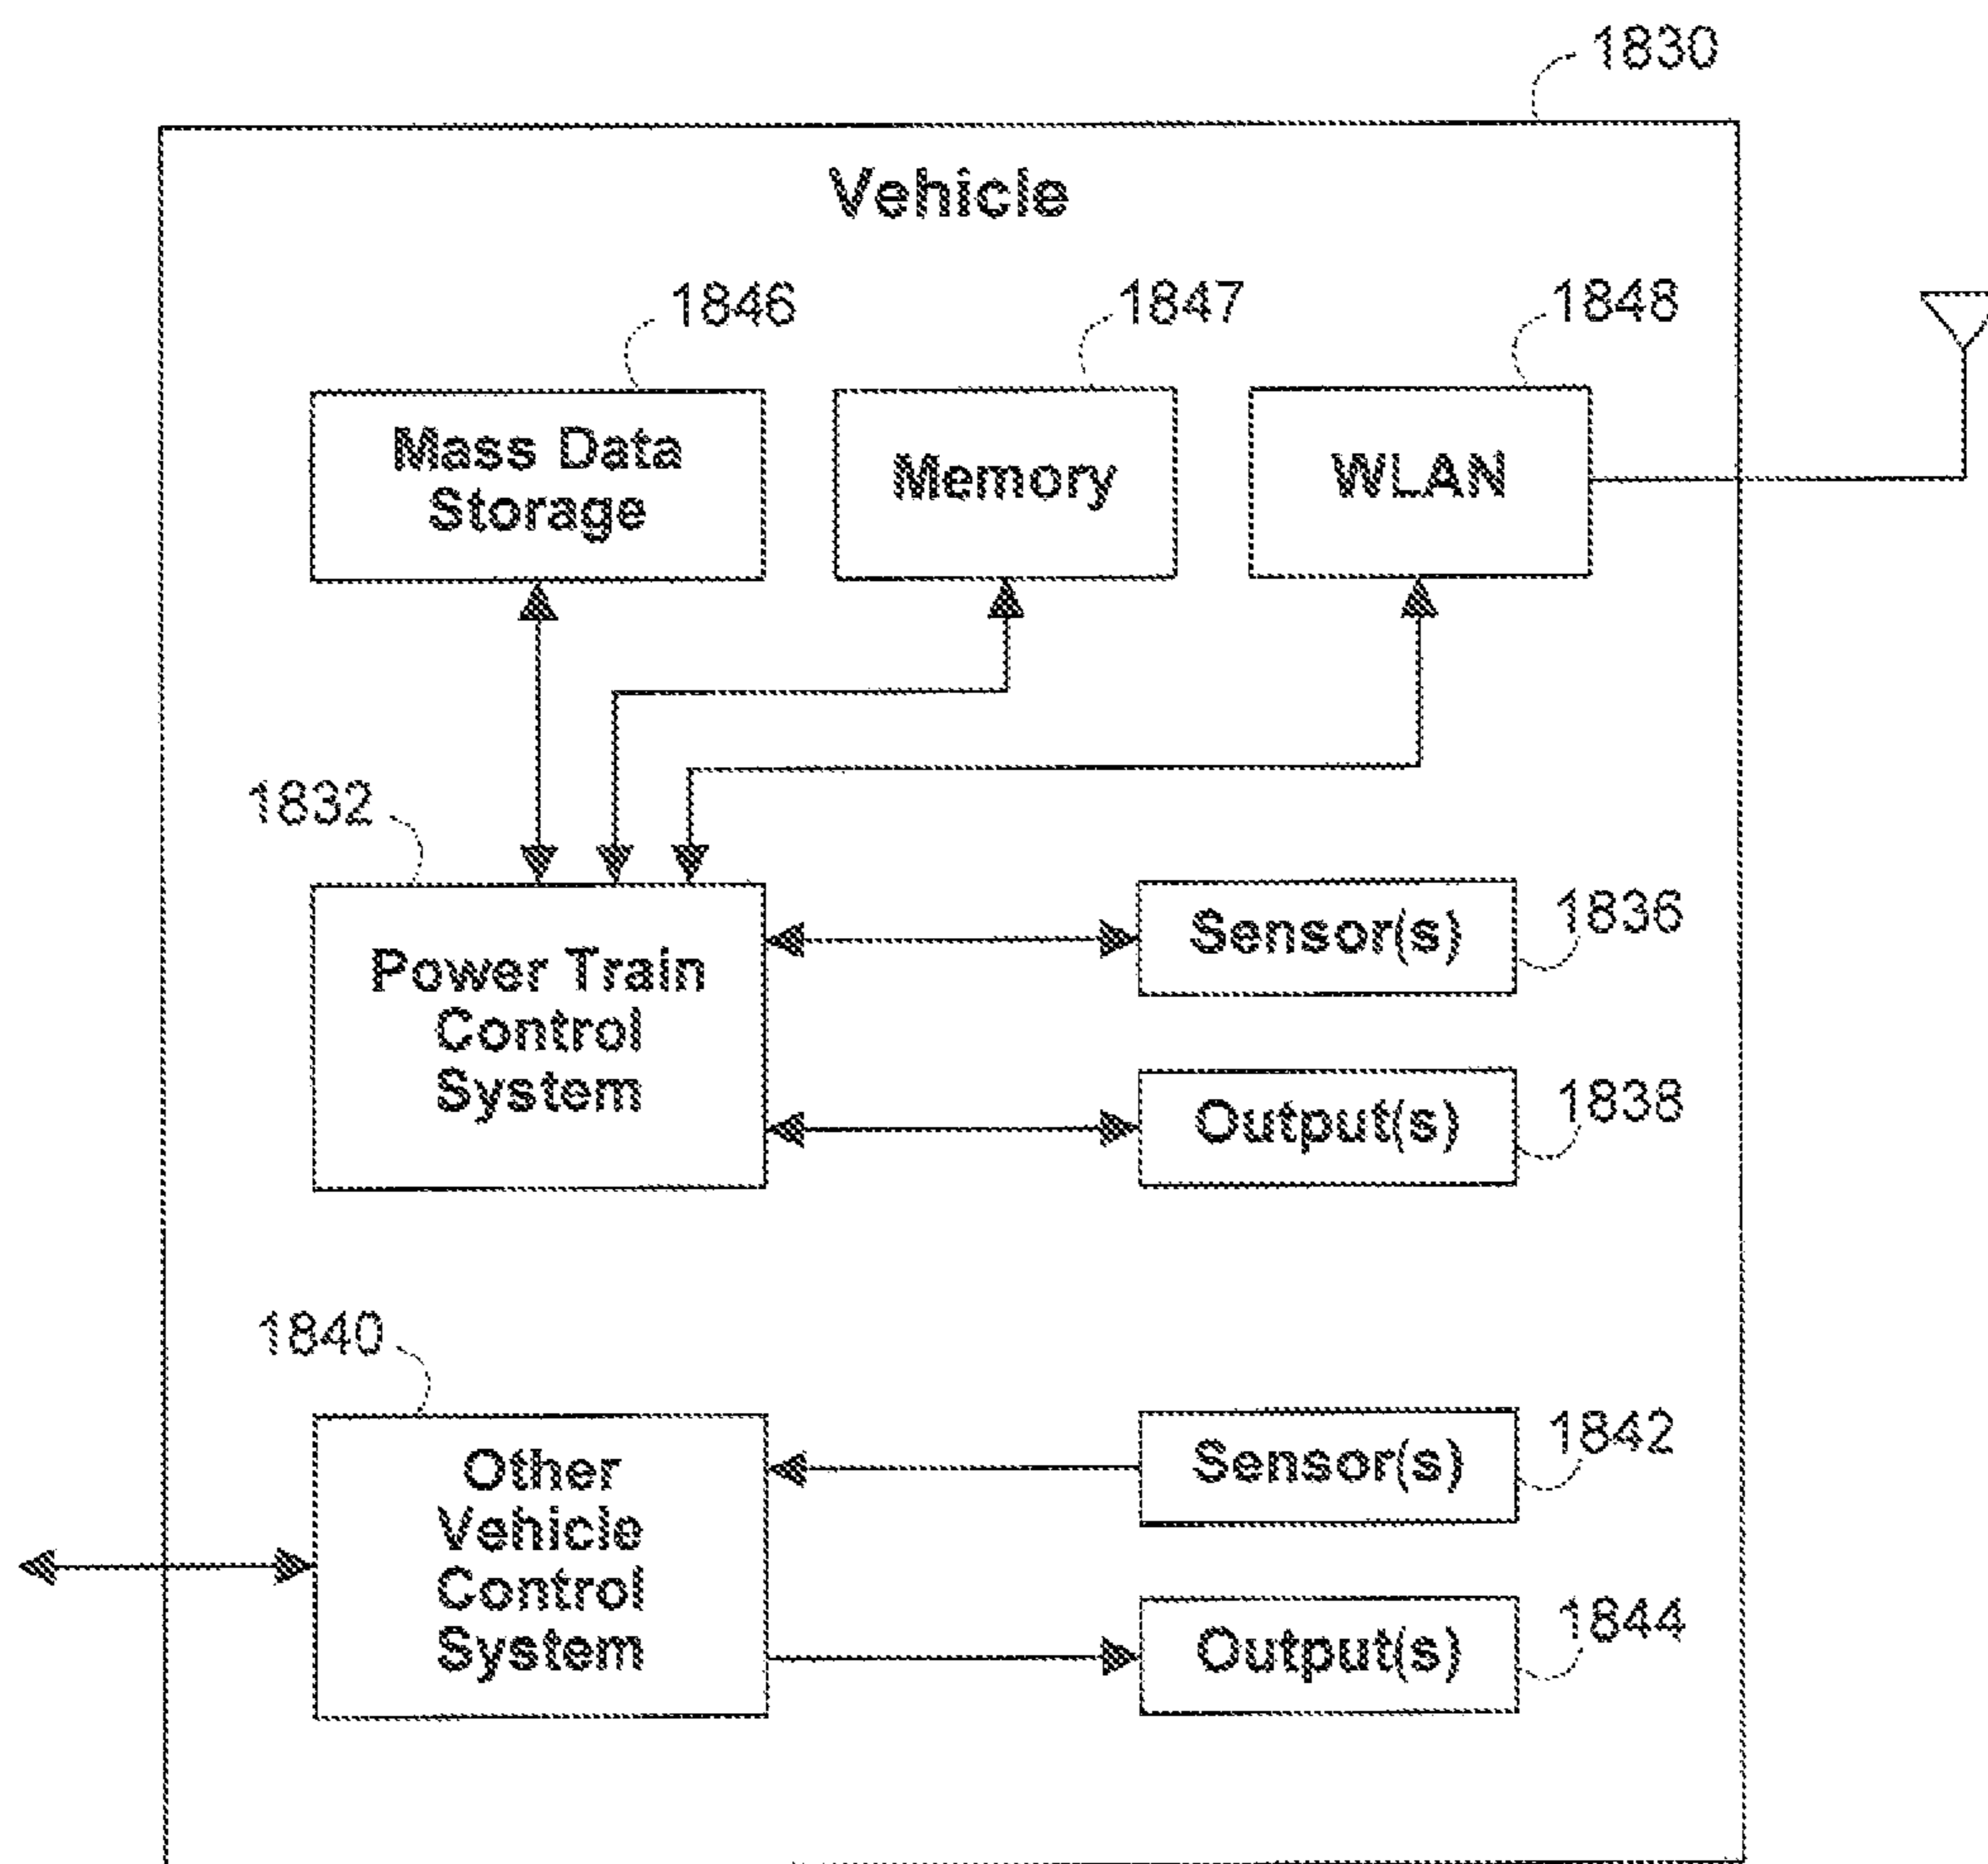 1830
Vehicle
1846
1847
1848
Mass Data
Storage
Memory
WLAN
1832
Power Train
Control
System
Sensor(s)
1836
Output(s)
1838
1840
Other
Vehicle
Control
System
Sensor(s)
1842
Output(s)
1844